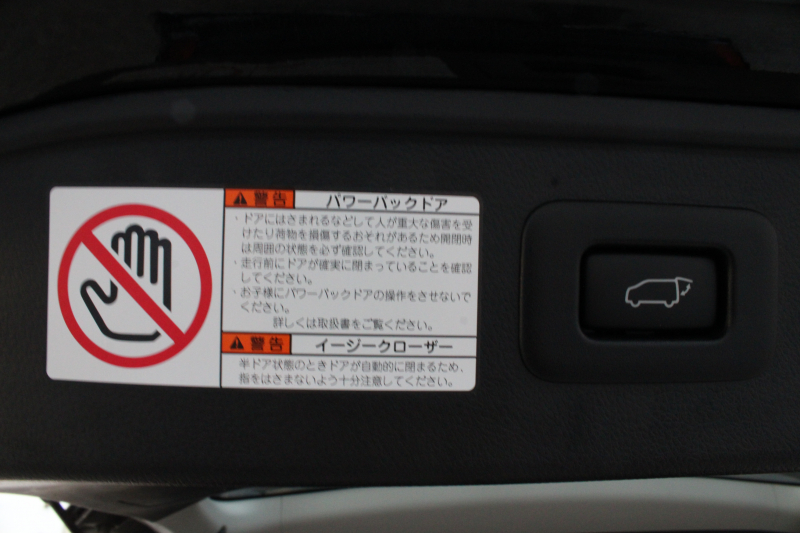 警告 パワーバックドア
・ドアにはさまれるなどして人が重大な傷害を受
けたり荷物を損傷するおそれがあるため開閉時
は周囲の状態を必ず確認してください。
・走行前にドアが確実に閉まっていることを確認
してください。
・お子様にパワーバックドアの操作をさせないで
ください。
詳しくは取扱書をご覧ください。
警告 イージークローザー
半ドア状態のときドアが自動的に閉まるため、
指をはさまないよう十分注意してください。